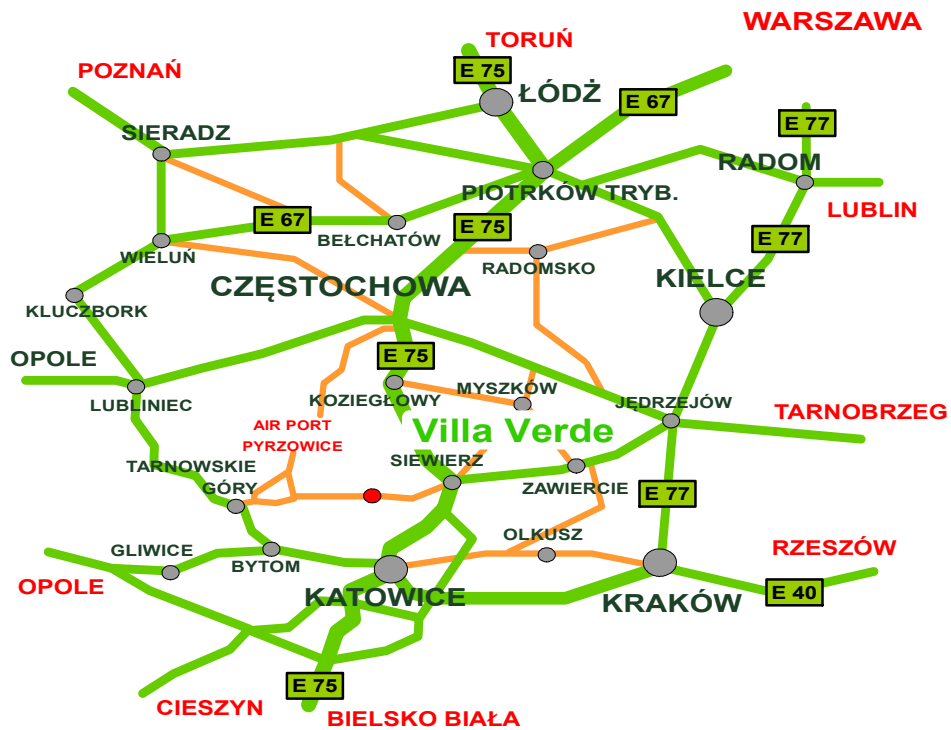 WARSZAWA
TORUŃ
POZNAŃ
E 75
ŁÓDŹ
E 67
E 77
SIERADZ
RADOM
PIOTRKÓW TRYB.
LUBLIN
E 67
E 75
E 77
BEŁCHATÓW
WIELUŃ
RADOMSKO
CZĘSTOCHOWA
KIELCE
KLUCZBORK
OPOLE
E 75
MYSZKÓW
LUBLINIEC
KOZIEGŁOWY
JĘDRZEJÓW
TARNOBRZEG
AIR PORT
PYRZOWICE
Villa Verde
SIEWIERZ
TARNOWSKIE
GÓRY
ZAWIERCIE
E 77
OLKUSZ
GLIWICE
BYTOM
RZESZÓW
OPOLE
KATOWICE
KRAKÓW
E 40
E 75
CIESZYN
BIELSKO BIAŁA